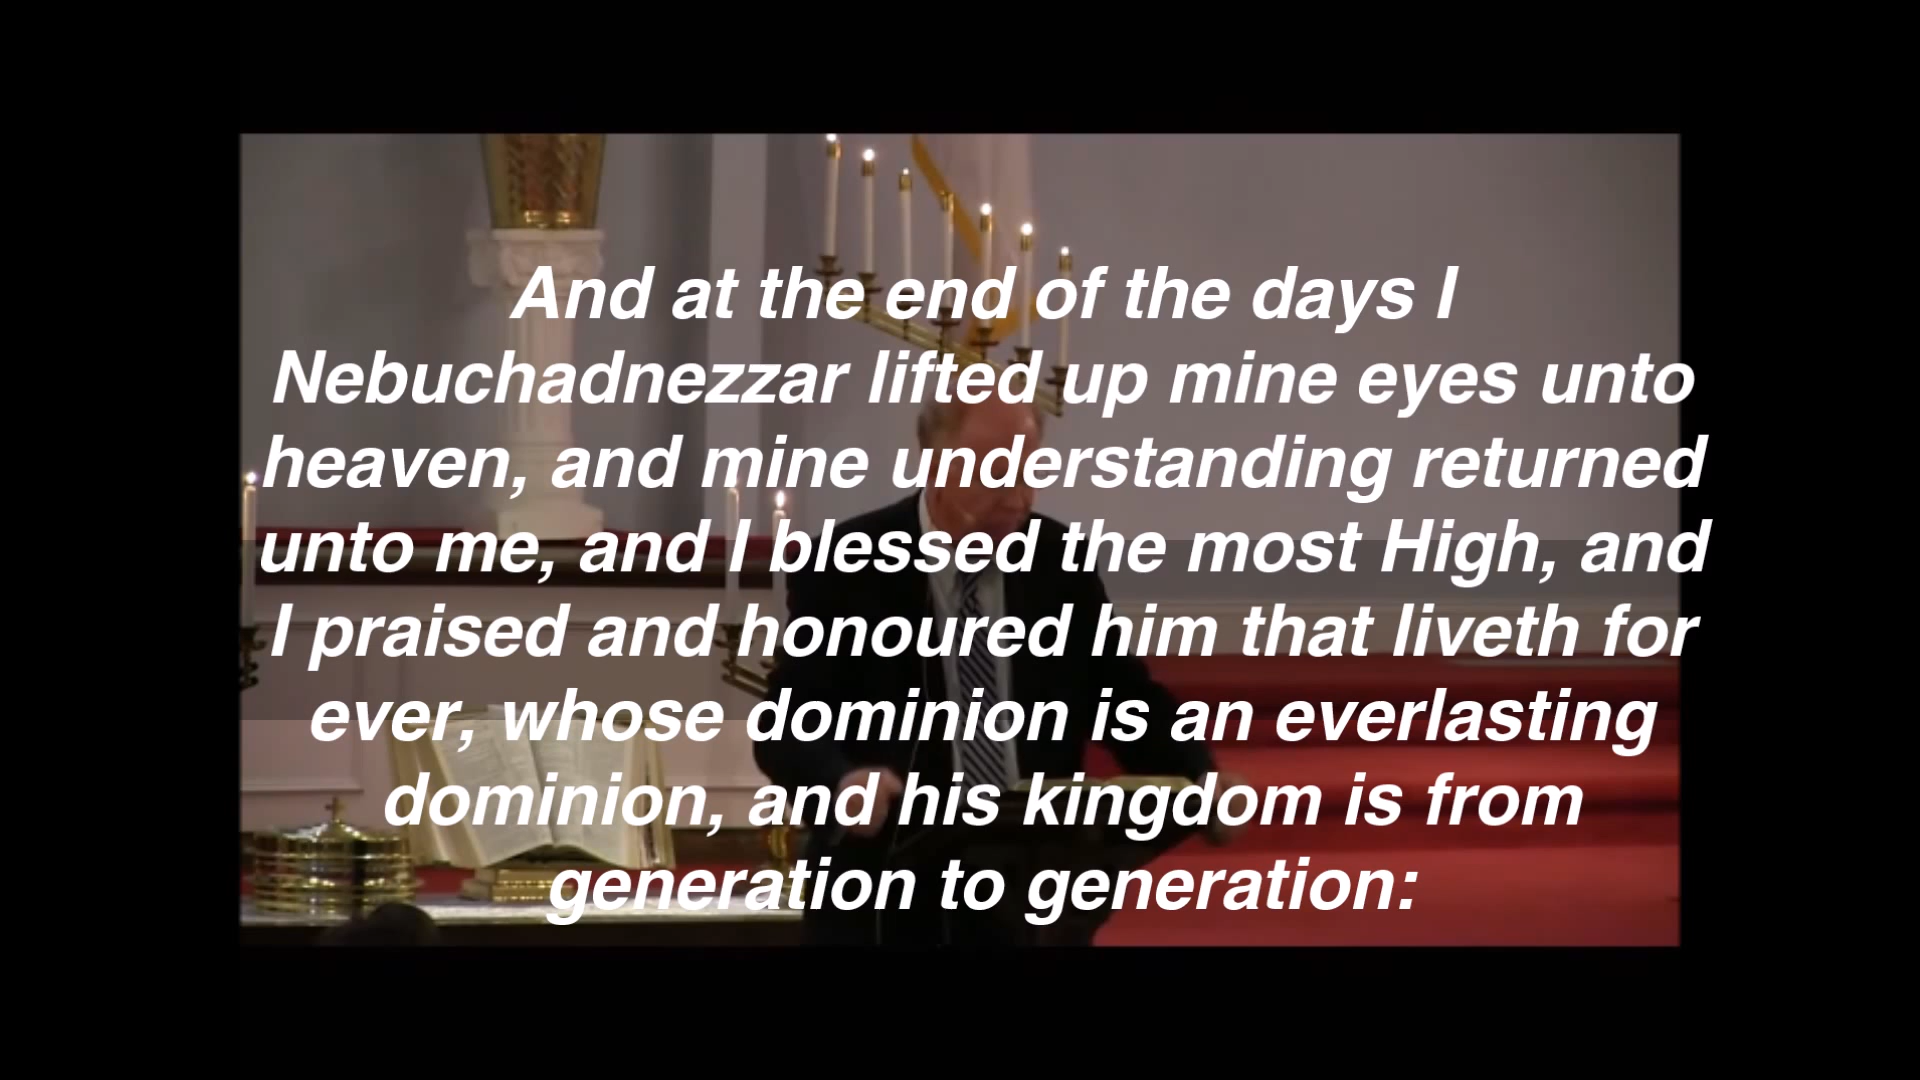 And at the end of the days I
Nebuchadnezzar lifted up mine eyes unto
heaven, and mine understanding returned
unto me, and I blessed the most High, and
I praised and honoured him that liveth for
ever, whose dominion is an everlasting
dominion, and his kingdom is from
generation to generation: